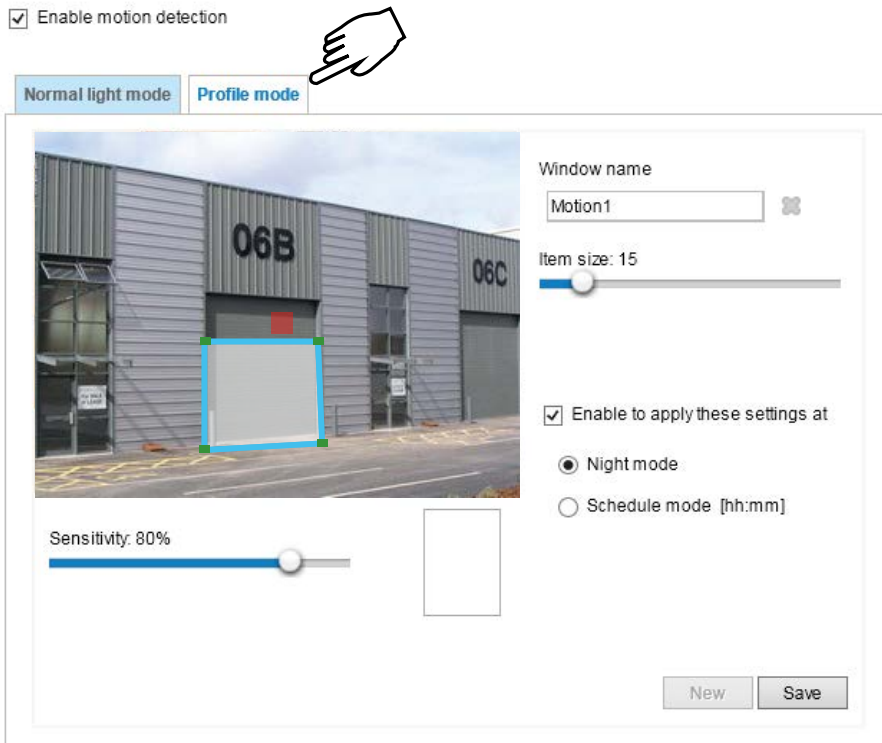 Enable motion detection
Normal light mode
Profile mode
Window name
Motion1
Item size: 15
06B
06C
Enable to apply these settings at
Night mode
Schedule mode [hh:mm]
Sensitivity: 80%
New
Save